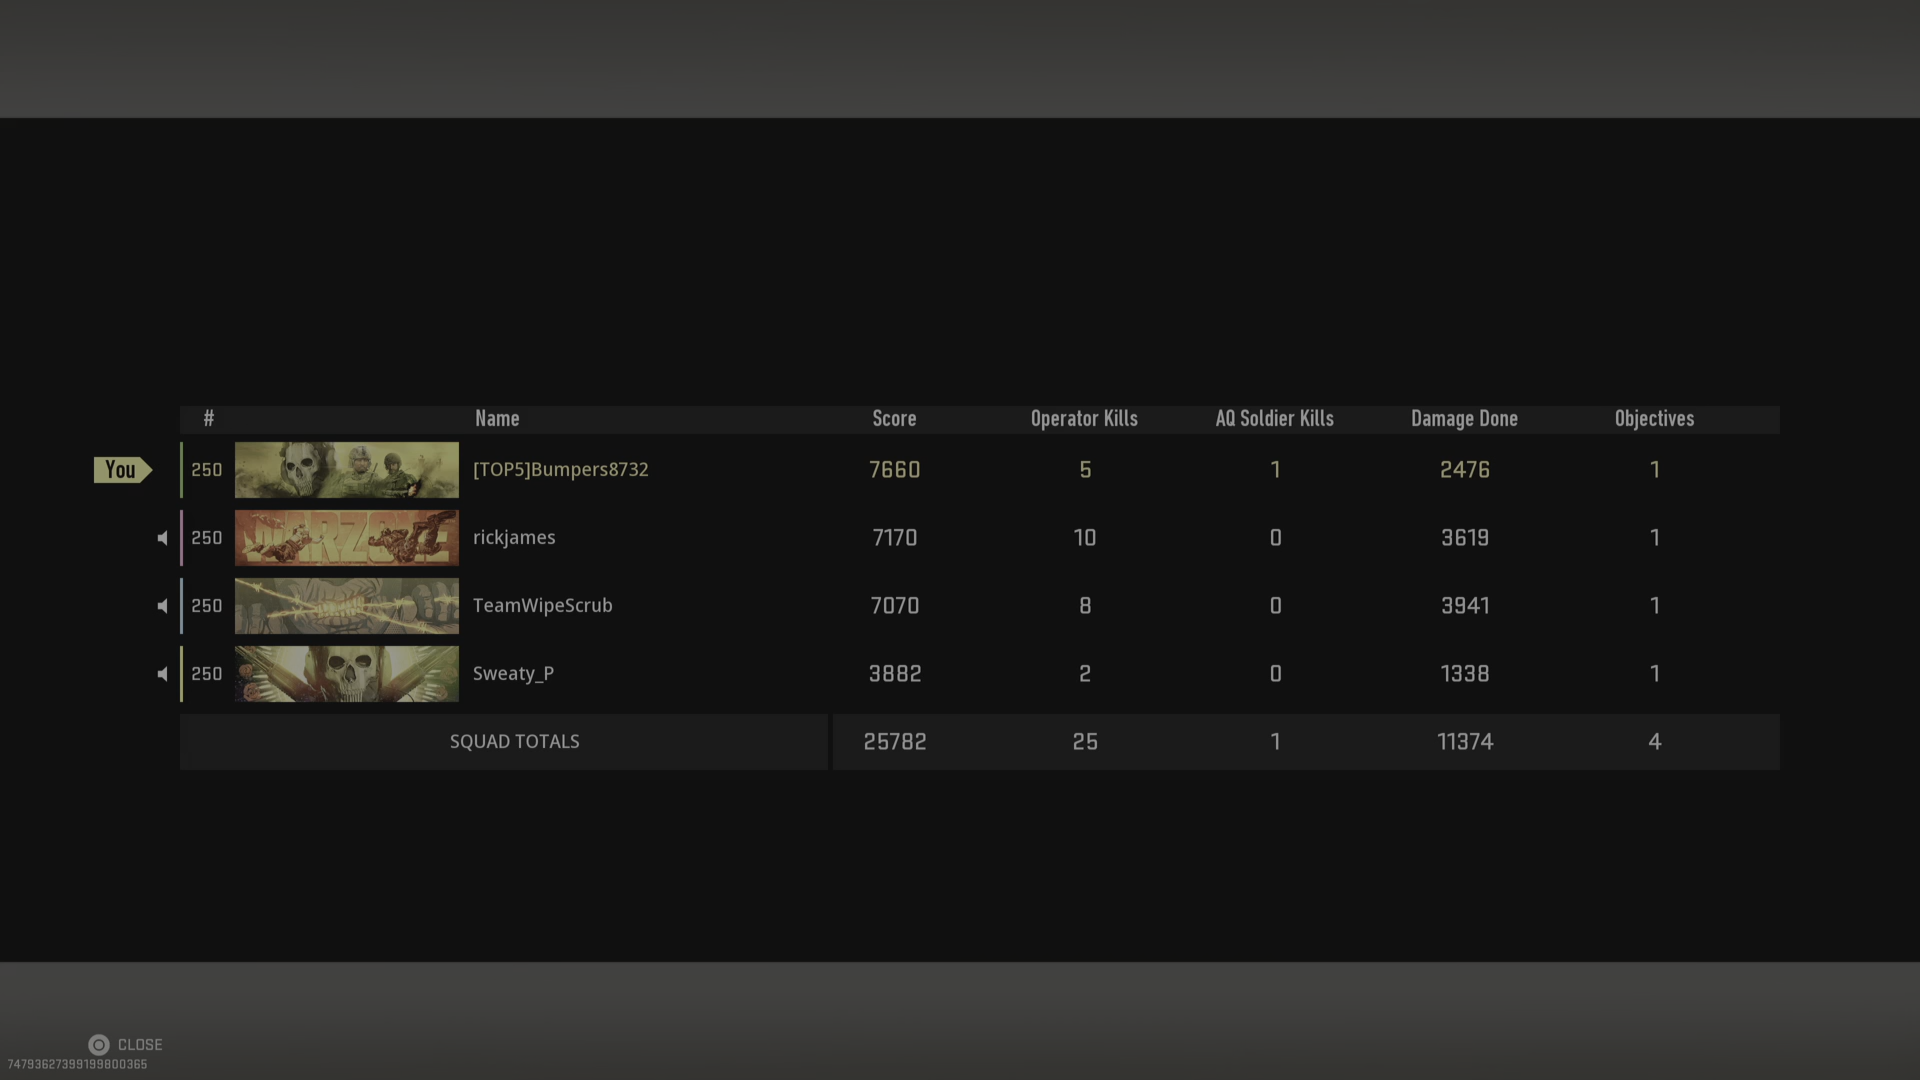 # Name Score Operator Kills AQ Soldier Kills Damage Done Objectives
You 250 [TOP5]Bumpers8732 7660 5 1 2476 1
250 WARZONE rickjames 7170 10 0 3619 1
250 TeamWipeScrub 7070 8 0 3941 1
250 Sweaty_P 3882 2 0 1338 1
SQUAD TOTALS 25782 25 1 11374 4
CLOSE
74793627399199800365